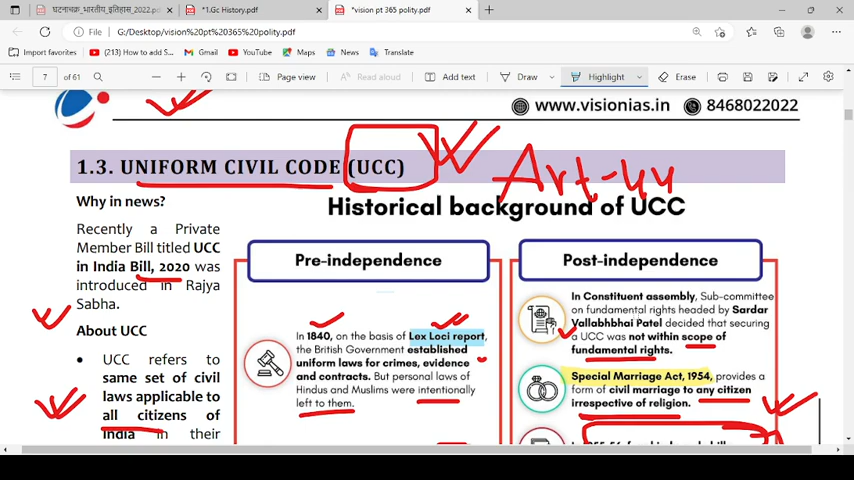 घटनाचक्र_भारतीय_इतिहास_2022.pd
*1.Gc History.pdf
*vision pt 365 polity.pdf
File
G:/Desktop/vision%20pt%20365%20polity.pdf
Import favorites
(213) How to add S...
Gmail
YouTube
Maps
News
Translate
7 of 61
Page view
Read aloud
Add text
Draw
Highlight
Erase
www.visionias.in 8468022022
1.3. UNIFORM CIVIL CODE (UCC)
Art-44
Historical background of UCC
Why in news?
Recently a Private
Member Bill titled UCC
in India Bill, 2020 was
introduced in Rajya
Sabha.
About UCC
• UCC refers to
same set of civil
laws applicable to
all citizens of
India in their
Pre-independence
In 1840, on the basis of Lex Loci report,
the British Government established
uniform laws for crimes, evidence
and contracts. But personal laws of
Hindus and Muslims were intentionally
left to them.
Post-independence
In Constituent assembly, Sub-committee
on fundamental rights headed by Sardar
Vallabhbhai Patel decided that securing
a UCC was not within scope of
fundamental rights.
Special Marriage Act, 1954, provides a
form of civil marriage to any citizen
irrespective of religion.